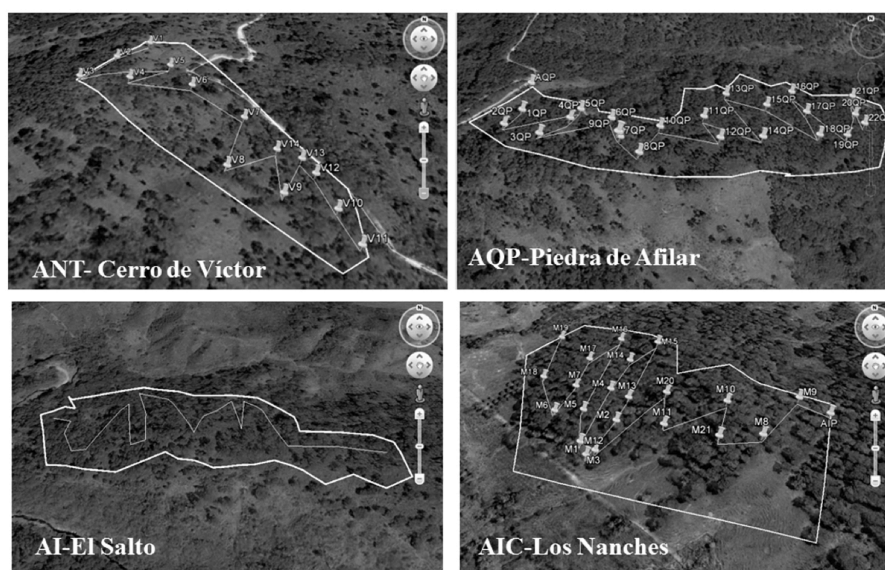 V1
V2
V3
V4
V5
V6
V7
V8
V14
V13
V12
V9
V10
V11
ANT- Cerro de Víctor
AQP
2QP
1QP
4QP
5QP
3QP
9QP
6QP
7QP
8QP
10QP
11QP
12QP
13QP
15QP
14QP
16QP
17QP
18QP
21QP
20QP
19QP
22Q
AQP-Piedra de Afilar
AI-El Salto
M19
M16
M15
M17
M14
M18
M7
M4
M13
M20
M6
M5
M2
M11
M10
M9
AIP
M12
M1
M3
M21
M8
AIC-Los Nanches